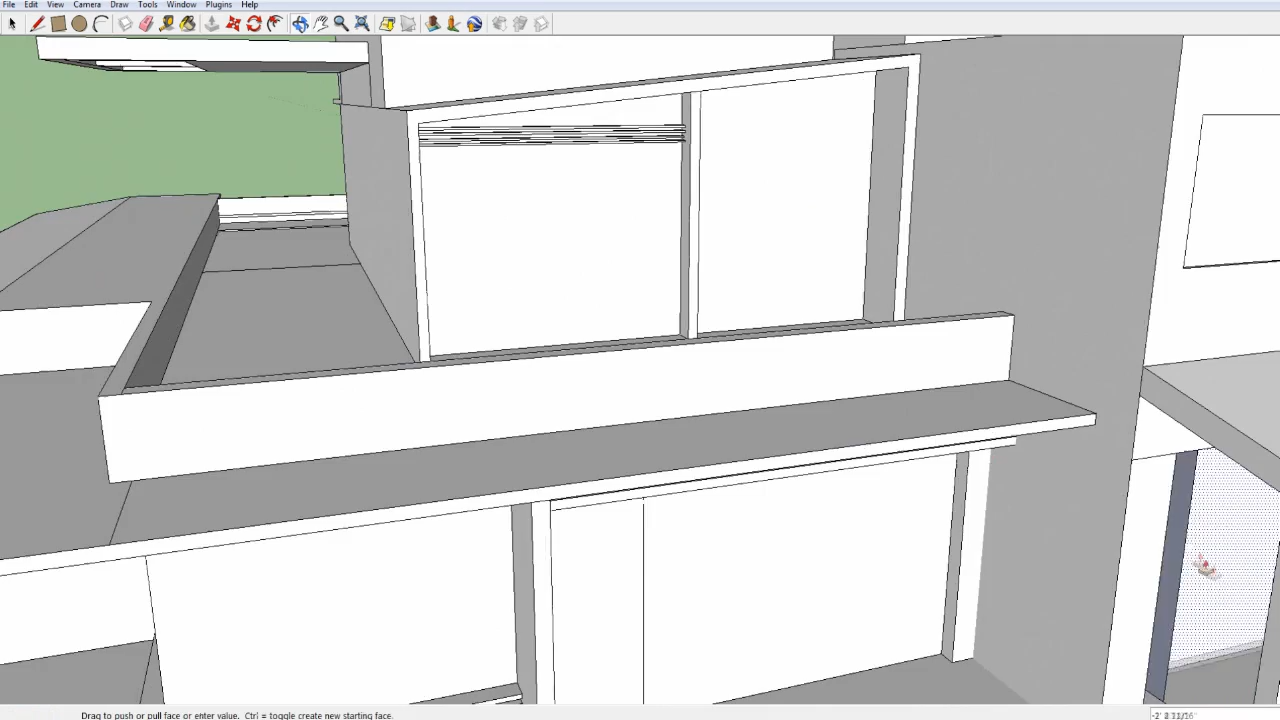 File Edit View Camera Draw Tools Window Plugins Help
Drag to push or pull face or enter value. Ctrl = toggle create new starting face.